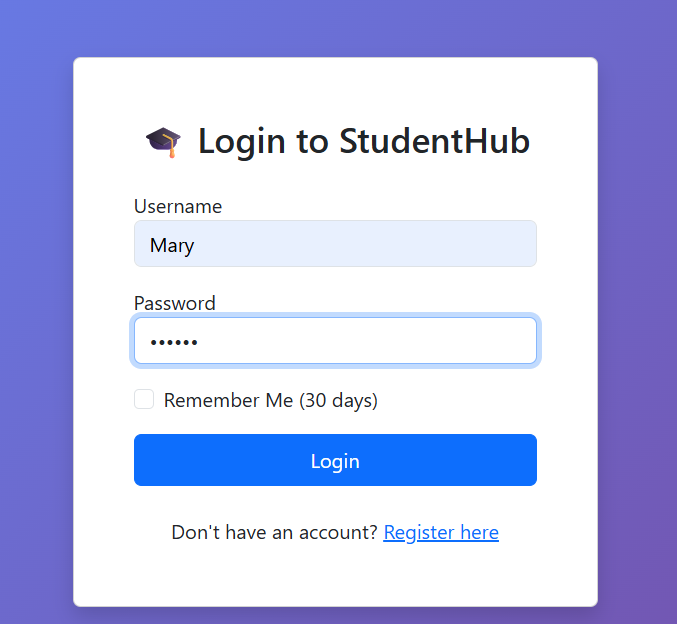 🎓 Login to StudentHub
Username
Mary
Password
••••••
Remember Me (30 days)
Login
Don't have an account? Register here